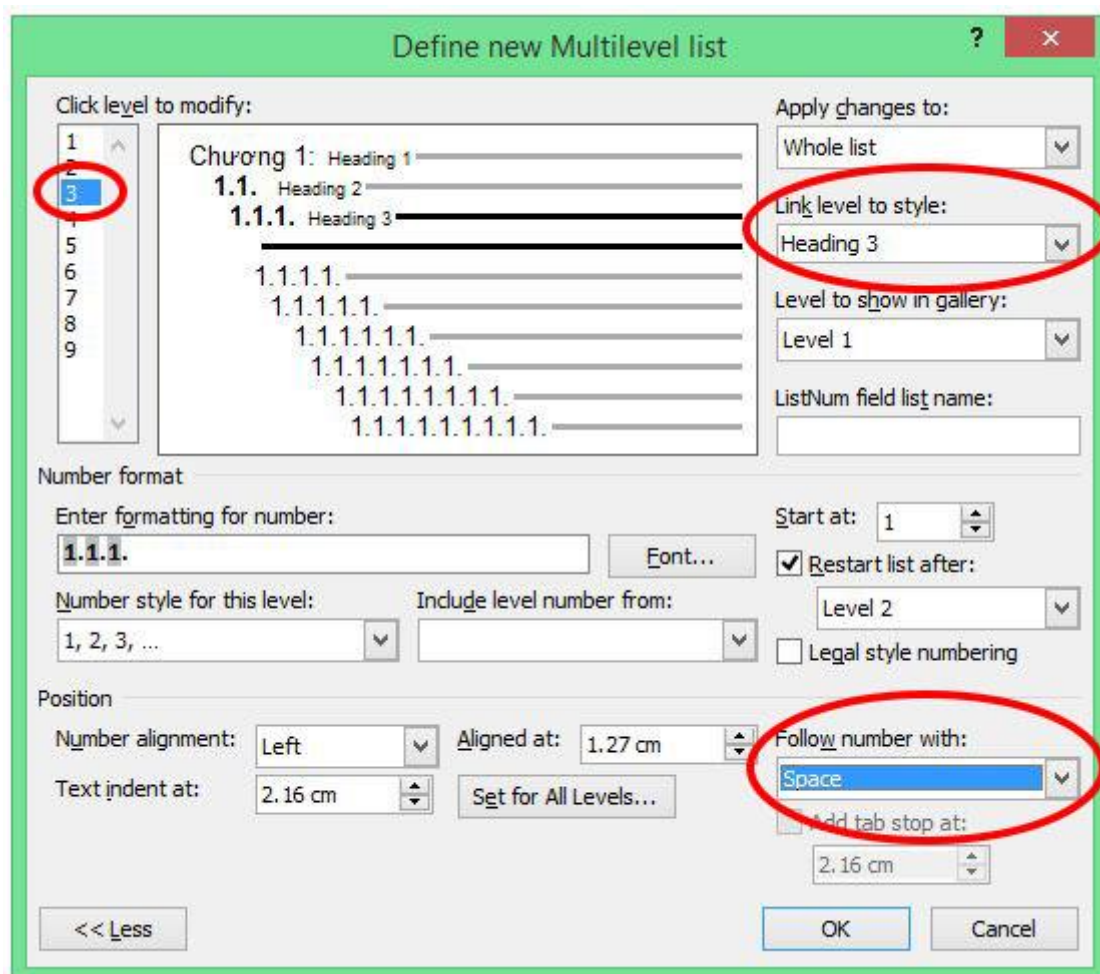 Define new Multilevel list
?
×
Click level to modify:
1
2
3
4
5
6
7
8
9
Chương 1: Heading 1
1.1. Heading 2
1.1.1. Heading 3
1.1.1.1.
1.1.1.1.1.
1.1.1.1.1.1.
1.1.1.1.1.1.1.
1.1.1.1.1.1.1.1.
1.1.1.1.1.1.1.1.1.
Apply changes to:
Whole list
Link level to style:
Heading 3
Level to show in gallery:
Level 1
ListNum field list name:
Number format
Enter formatting for number:
1.1.1.
Font...
Number style for this level:
1, 2, 3, ...
Include level number from:
Start at:
1
Restart list after:
Level 2
Legal style numbering
Position
Number alignment:
Left
Aligned at:
1.27 cm
Text indent at:
2.16 cm
Set for All Levels...
Follow number with:
Space
Add tab stop at:
2.16 cm
<< Less
OK
Cancel